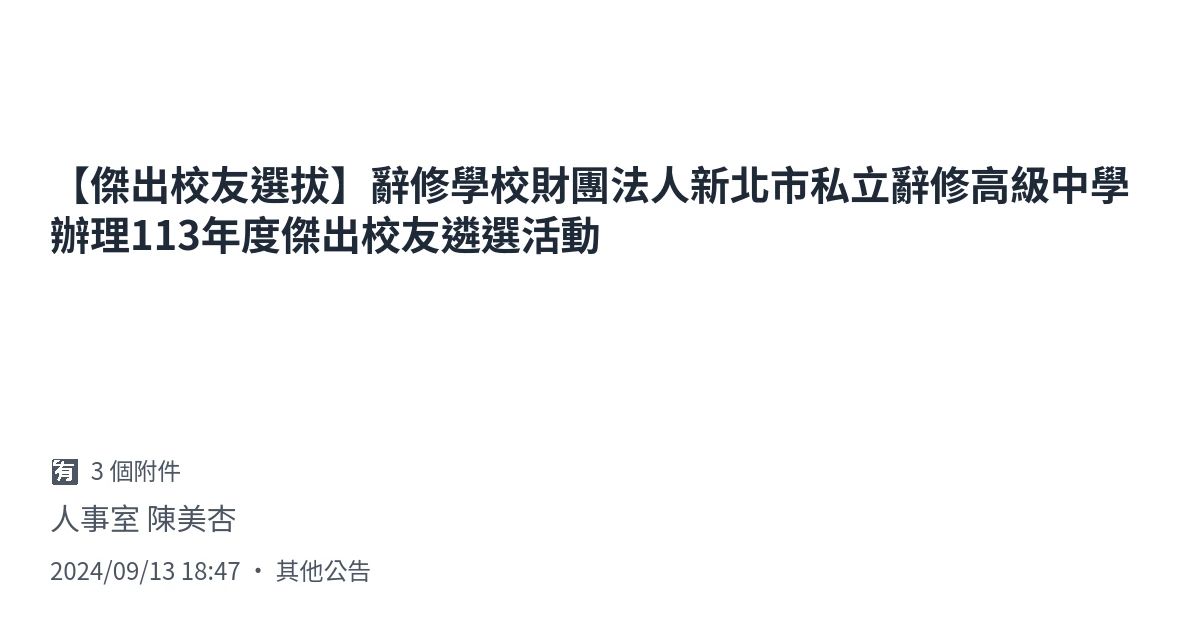 【傑出校友選拔】辭修學校財團法人新北市私立辭修高級中學
辦理113年度傑出校友遴選活動
有 3 個附件
人事室 陳美杏
2024/09/13 18:47 • 其他公告